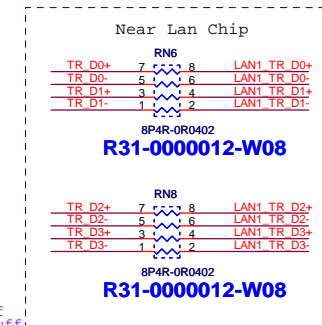 Near Lan Chip
RN6
TR_D0+ 7 8 LAN1_TR_D0+
TR_D0- 5 6 LAN1_TR_D0-
TR_D1+ 3 4 LAN1_TR_D1+
TR_D1- 1 2 LAN1_TR_D1-
8P4R-0R0402
R31-0000012-W08
RN8
TR_D2+ 7 8 LAN1_TR_D2+
TR_D2- 5 6 LAN1_TR_D2-
TR_D3+ 3 4 LAN1_TR_D3+
TR_D3- 1 2 LAN1_TR_D3-
8P4R-0R0402
R31-0000012-W08